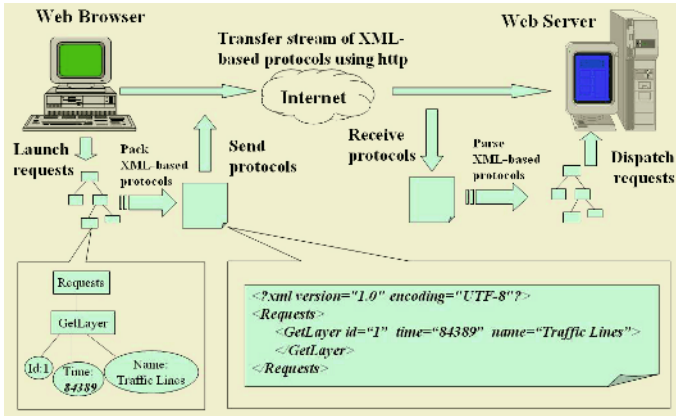 Web Browser
Web Server
Transfer stream of XML-
based protocols using http
Internet
Launch
requests
Pack
XML-based
protocols
Send
protocols
Receive
protocols
Parse
XML-based
protocols
Dispatch
requests
Requests
GetLayer
Id:1
Time:
84389
Name:
Traffic Lines
<?xml version="1.0" encoding="UTF-8"?>
<Requests>
<GetLayer id=“1” time=“84389” name=“Traffic Lines”>
</GetLayer>
</Requests>